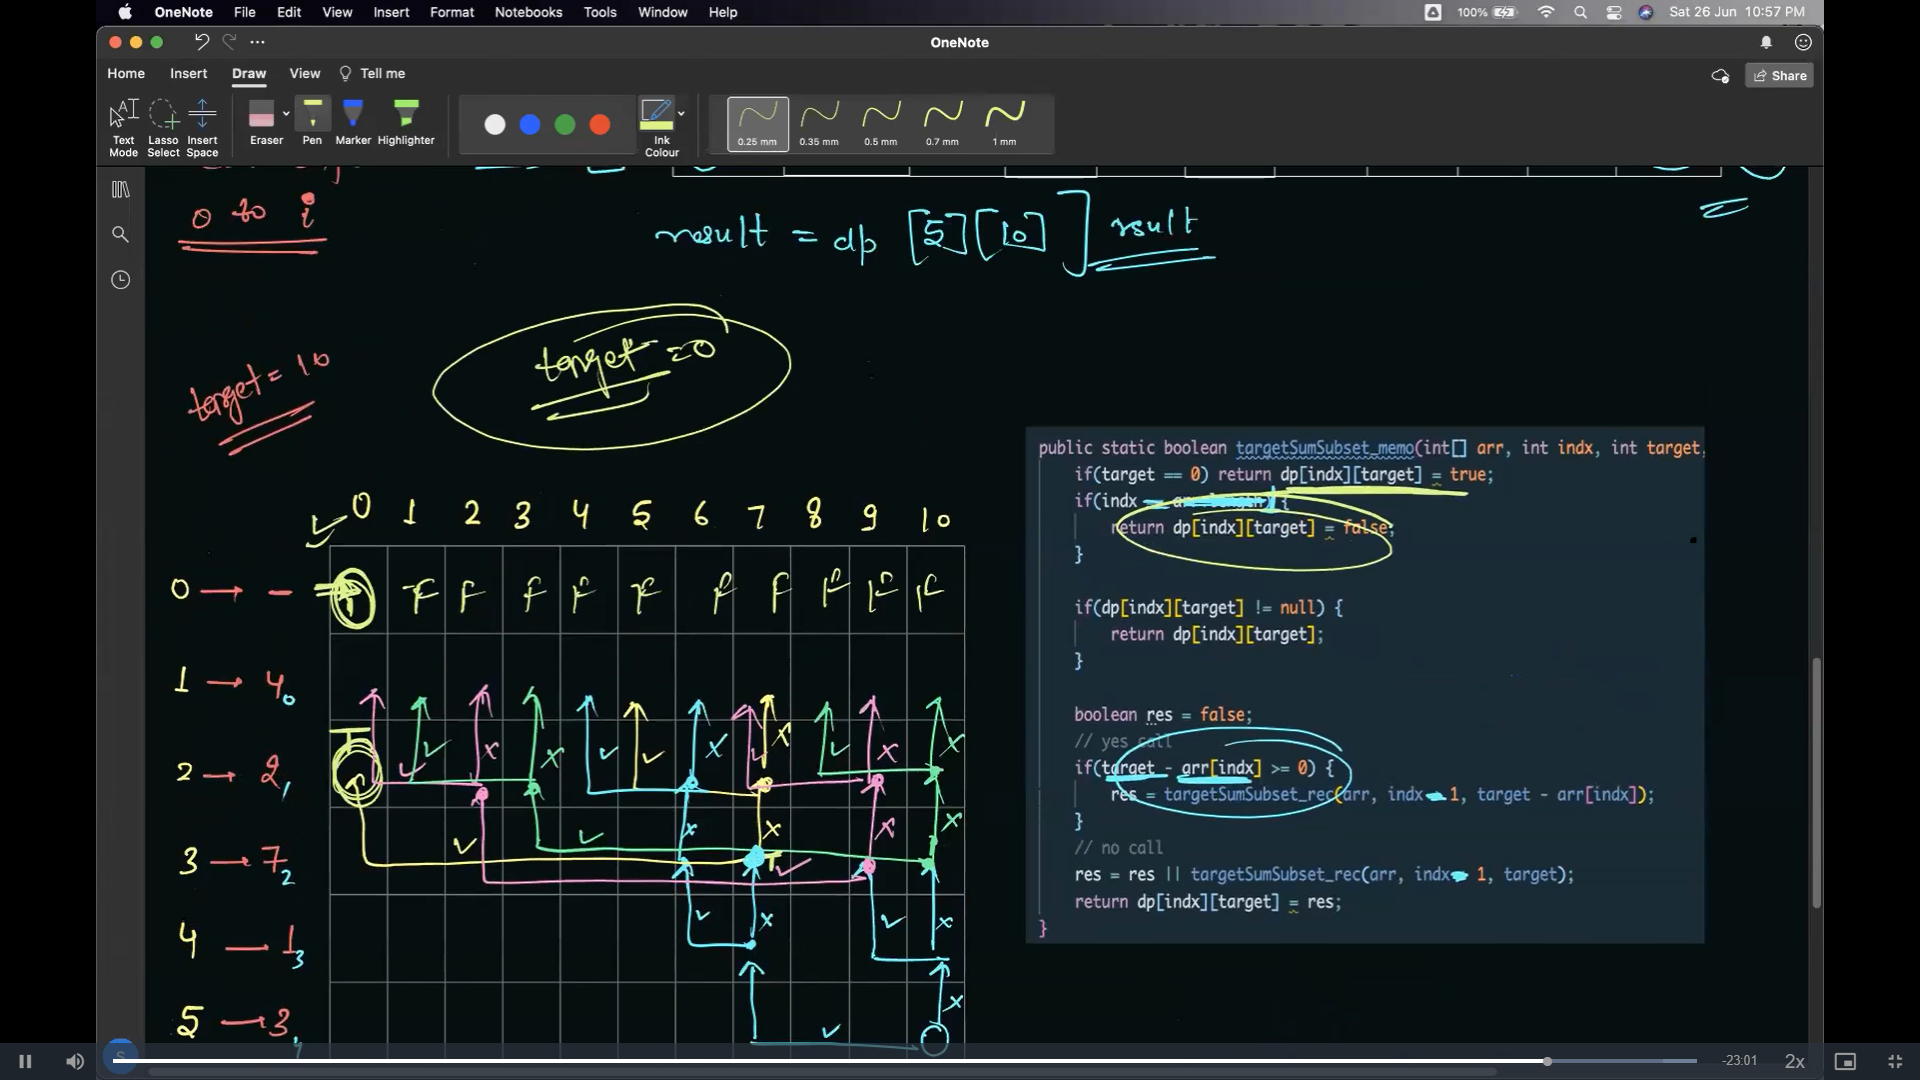 OneNote File Edit View Insert Format Notebooks Tools Window Help 100% Sat 26 Jun 10:57 PM
OneNote
Home Insert Draw View Tell me Share
Text Mode Lasso Select Insert Space Eraser Pen Marker Highlighter Ink Colour 0.25 mm 0.35 mm 0.5 mm 0.7 mm 1 mm
0 to i
result = dp [5][10] ] result
target = 10
target = 0
0 1 2 3 4 5 6 7 8 9 10
0 → - T F F F F F F F F F F
1 → 4 0
2 → 2 1 T
3 → 7 2 T
4 → 1 3
5 → 3 4
public static boolean targetSumSubset_memo(int[] arr, int indx, int target,
if(target == 0) return dp[indx][target] = true;
if(indx {
return dp[indx][target] = false;
}
if(dp[indx][target] != null) {
return dp[indx][target];
}
boolean res = false;
// yes call
if(target - arr[indx] >= 0) {
res = targetSumSubset_rec(arr, indx - 1, target - arr[indx]);
}
// no call
res = res || targetSumSubset_rec(arr, indx - 1, target);
return dp[indx][target] = res;
}
S
-23:01 2x